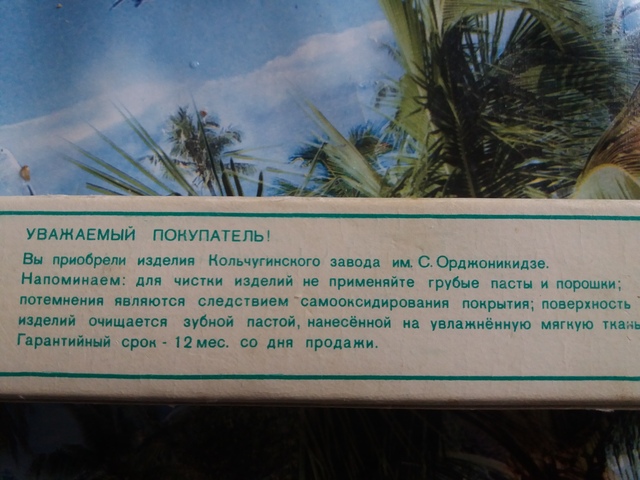 УВАЖАЕМЫЙ ПОКУПАТЕЛЬ!
Вы приобрели изделия Кольчугинского завода им. С. Орджоникидзе.
Напоминаем: для чистки изделий не применяйте грубые пасты и порошки;
потемнения являются следствием самооксидирования покрытия; поверхность
изделий очищается зубной пастой, нанесённой на увлажнённую мягкую ткань
Гарантийный срок - 12 мес. со дня продажи.